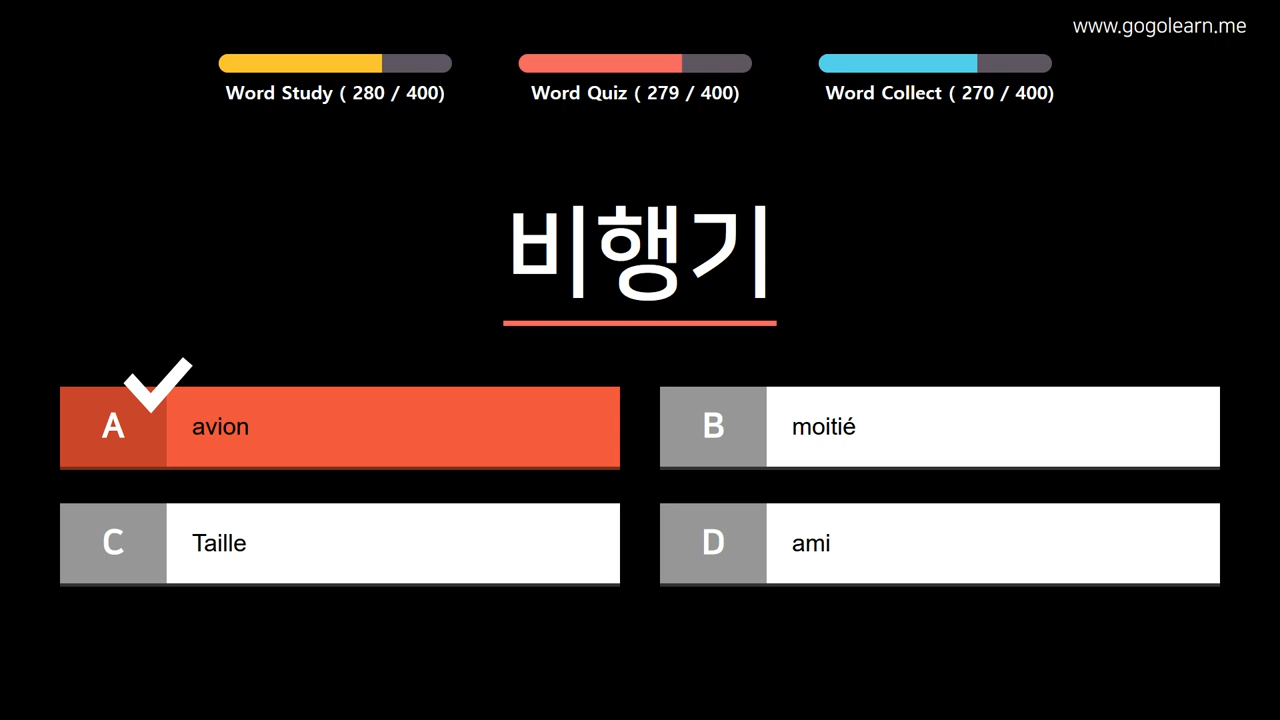 www.gogolearn.me
Word Study ( 280 / 400)
Word Quiz ( 279 / 400)
Word Collect ( 270 / 400)
비행기
A avion
B moitié
C Taille
D ami